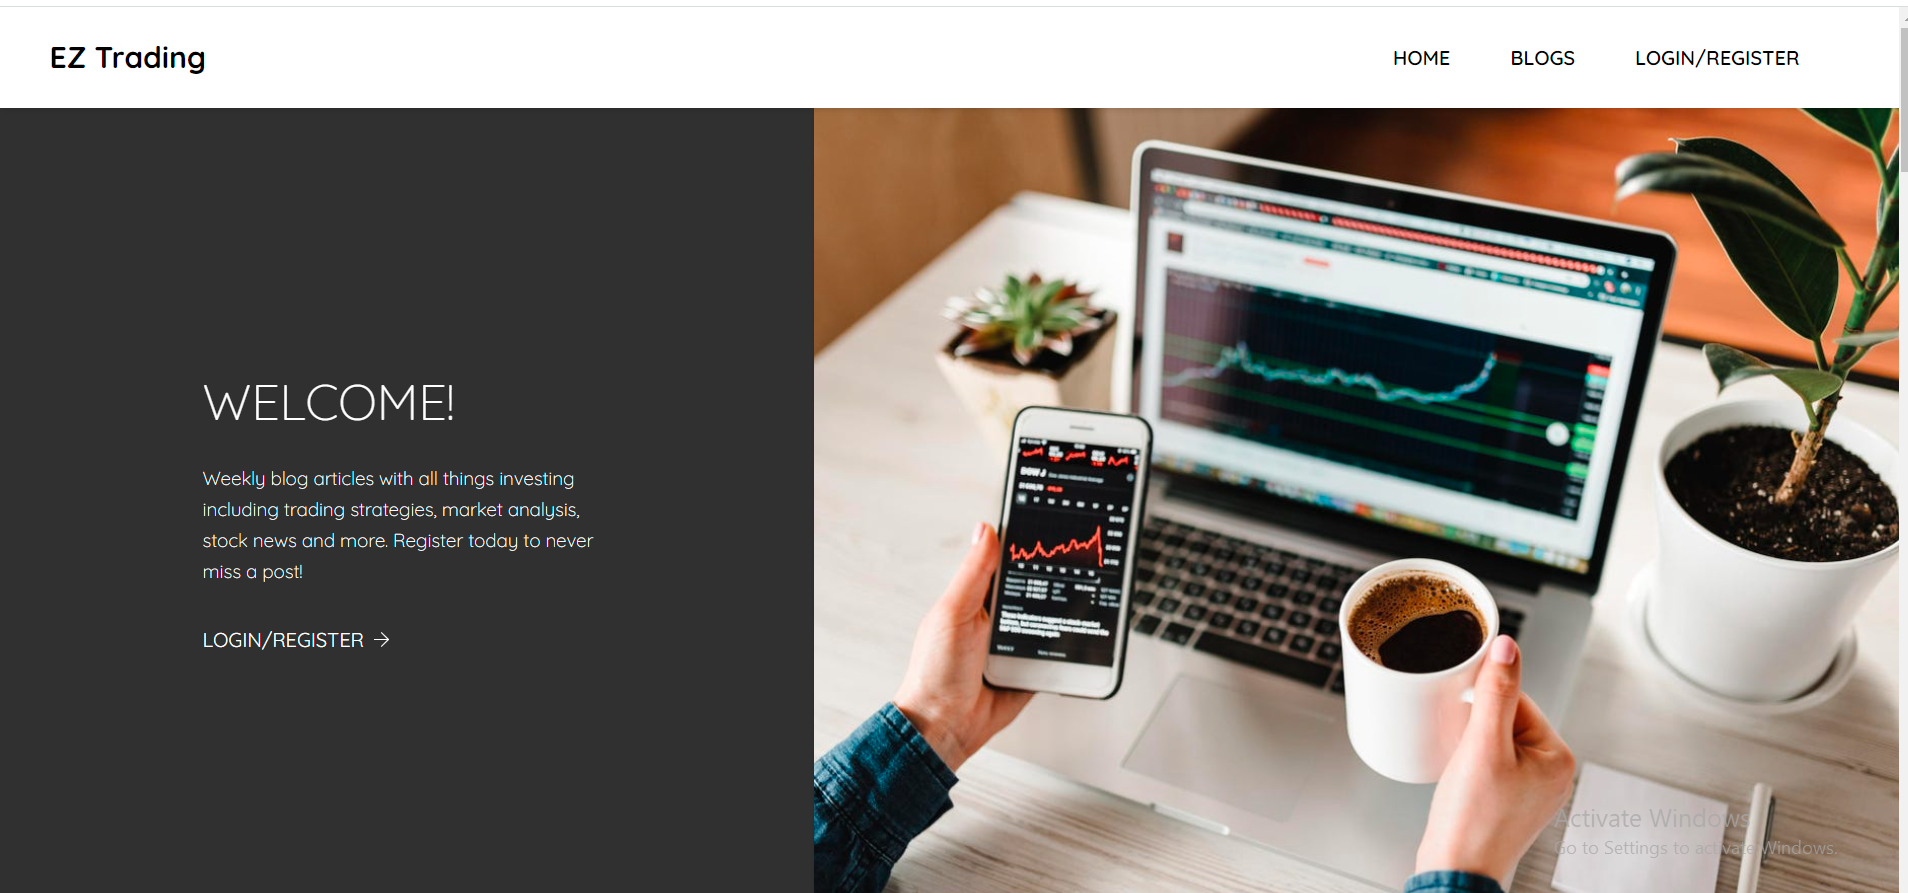 EZ Trading
HOME BLOGS LOGIN/REGISTER
WELCOME!
Weekly blog articles with all things investing
including trading strategies, market analysis,
stock news and more. Register today to never
miss a post!
LOGIN/REGISTER →
DOW J
Activate Windows
Go to Settings to activate Windows.